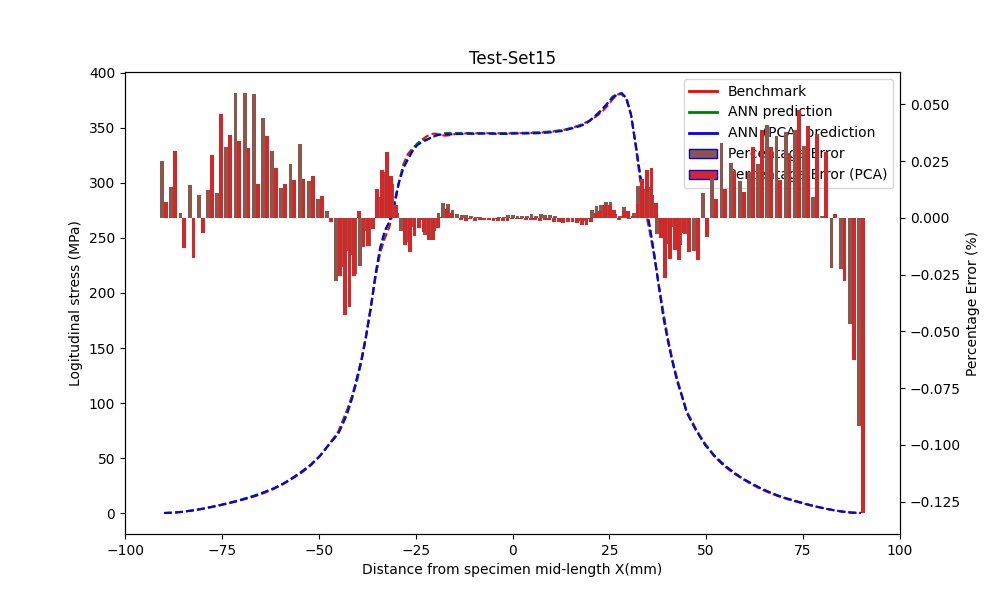 Test-Set15
400
350
300
250
200
150
100
50
0
Logitudinal stress (MPa)
Benchmark
ANN prediction
ANN (PCA) prediction
Percentage Error
Percentage Error (PCA)
0.050
0.025
0.000
−0.025
−0.050
−0.075
−0.100
−0.125
Percentage Error (%)
−100
−75
−50
−25
0
25
50
75
100
Distance from specimen mid-length X(mm)